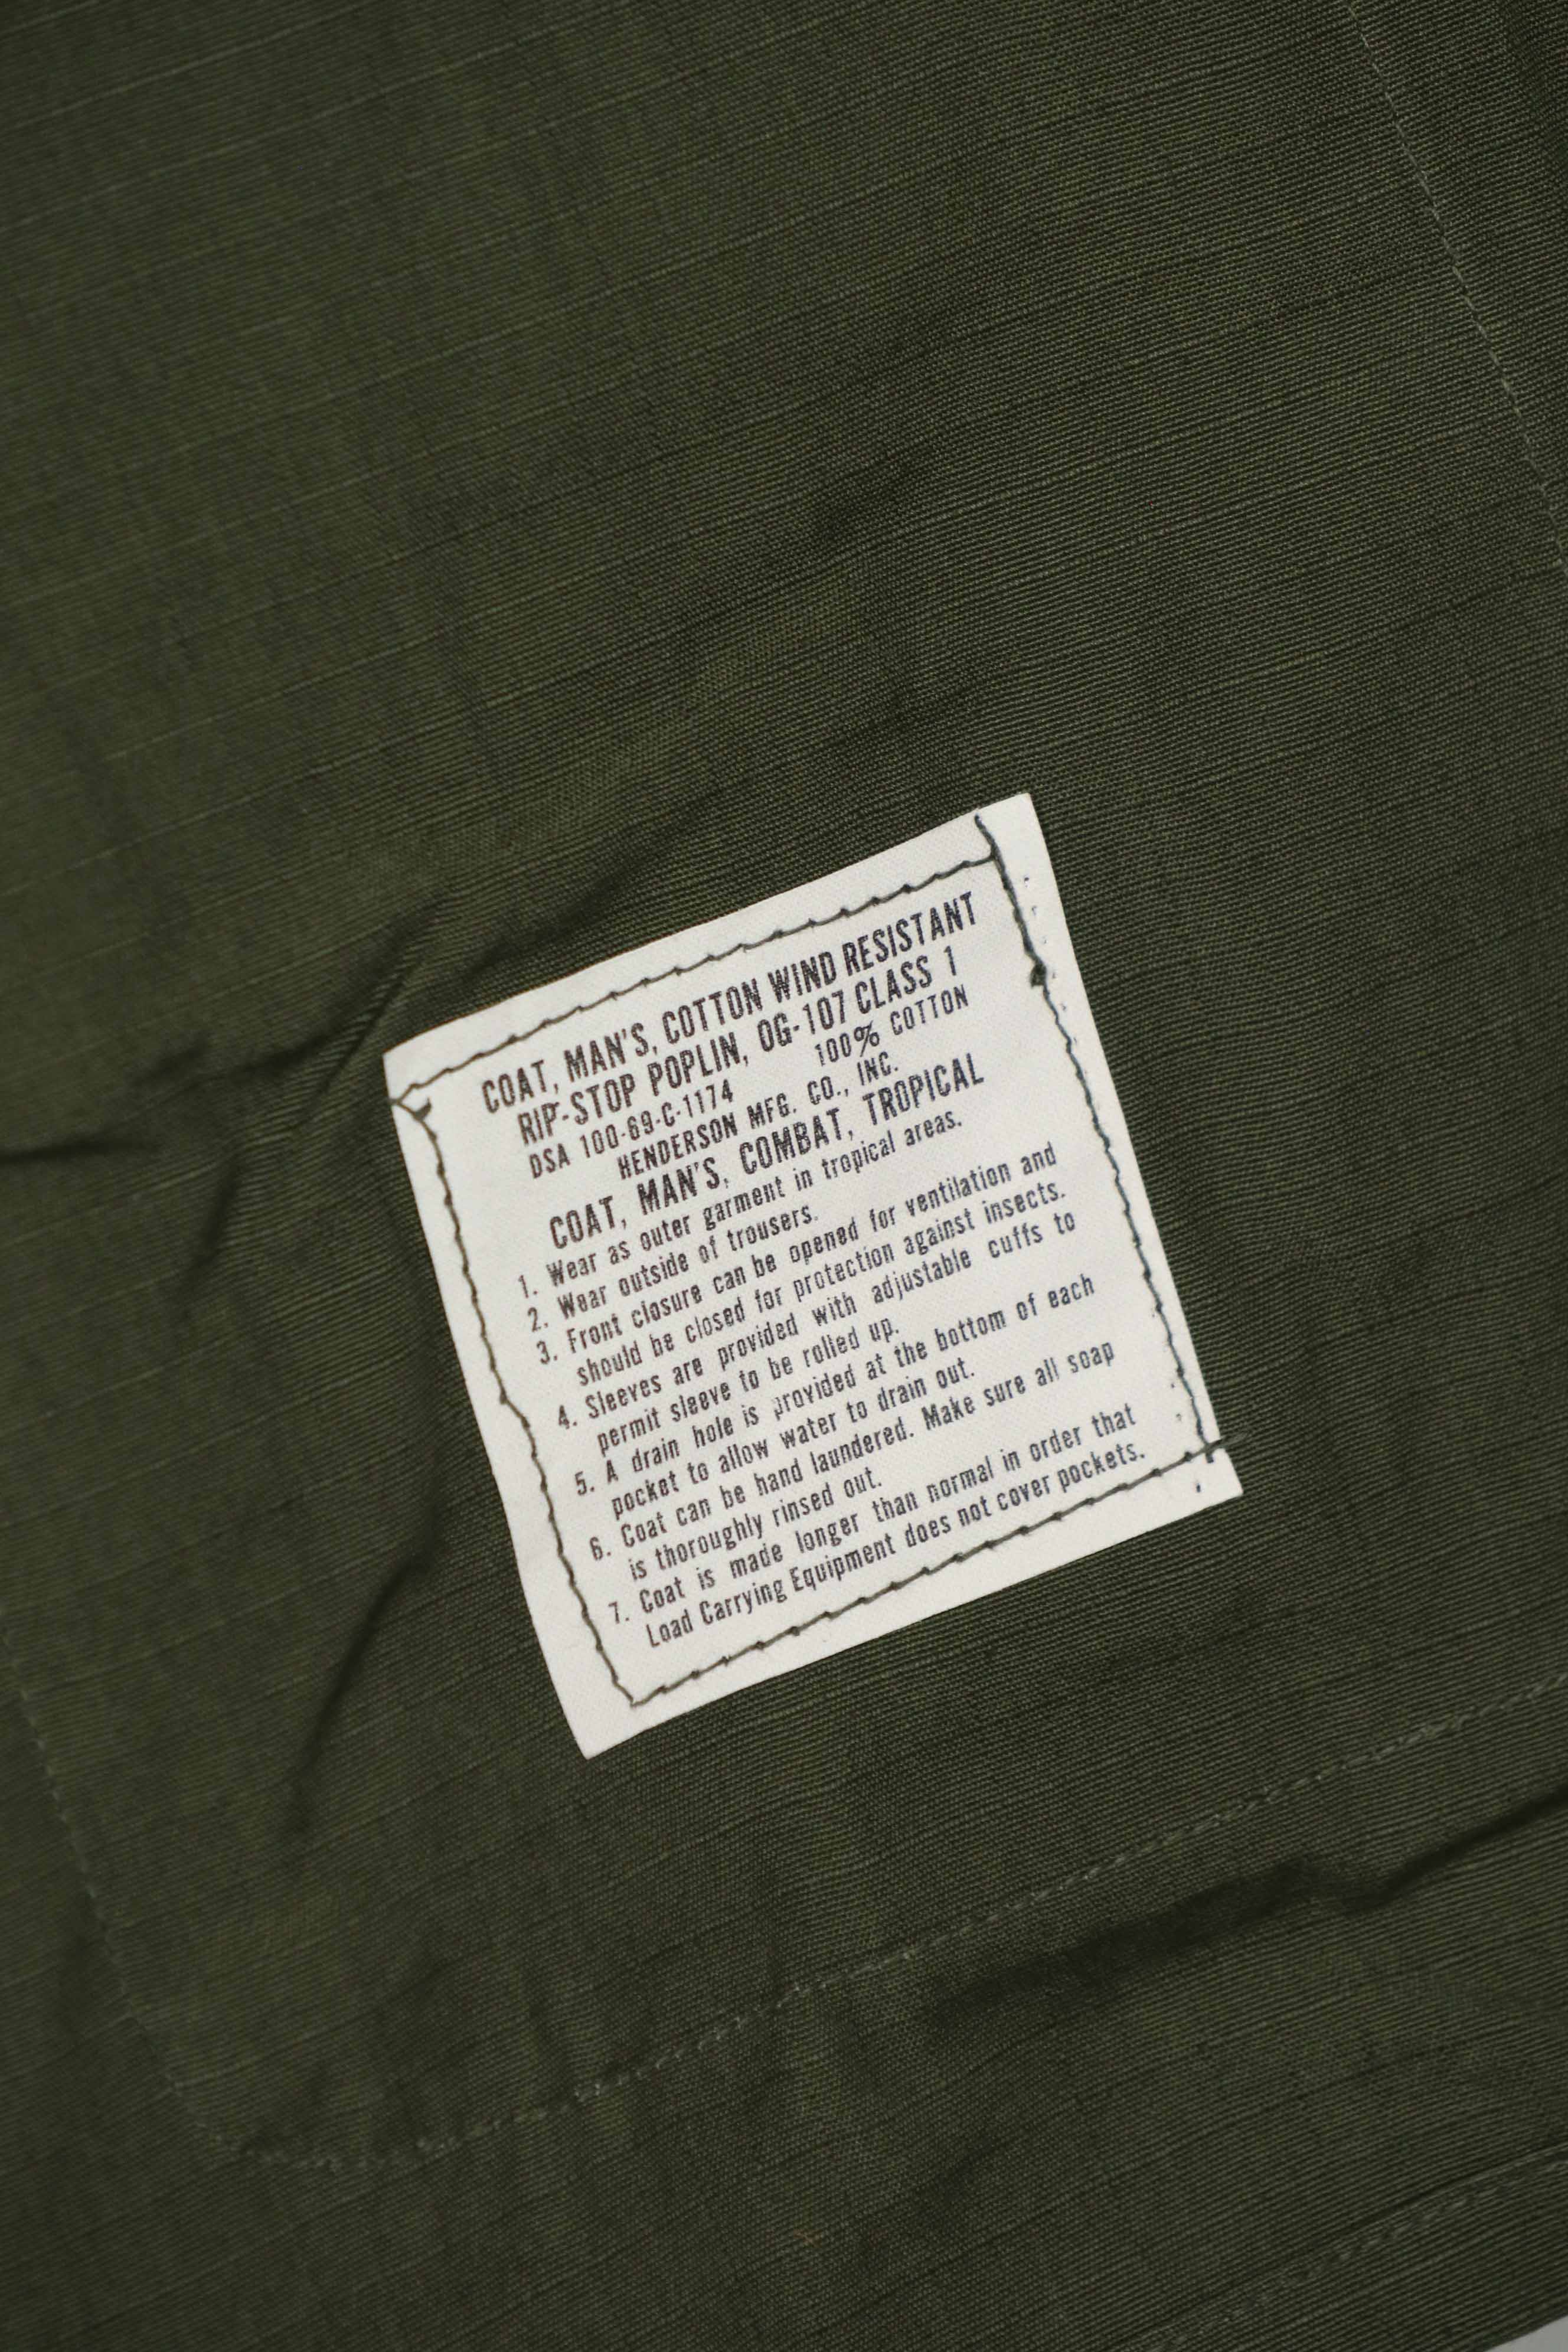 COAT, MAN'S, COTTON WIND RESISTANT
RIP-STOP POPLIN, OG-107 CLASS 1
DSA 100-69-C-1174 100% COTTON
HENDERSON MFG. CO., INC.
COAT, MAN'S, COMBAT, TROPICAL
1. Wear as outer garment in tropical areas.
2. Wear outside of trousers.
3. Front closure can be opened for ventilation and
should be closed for protection against insects.
4. Sleeves are provided with adjustable cuffs to
permit sleeve to be rolled up.
5. A drain hole is provided at the bottom of each
pocket to allow water to drain out.
6. Coat can be hand laundered. Make sure all soap
is thoroughly rinsed out.
7. Coat is made longer than normal in order that
Load Carrying Equipment does not cover pockets.